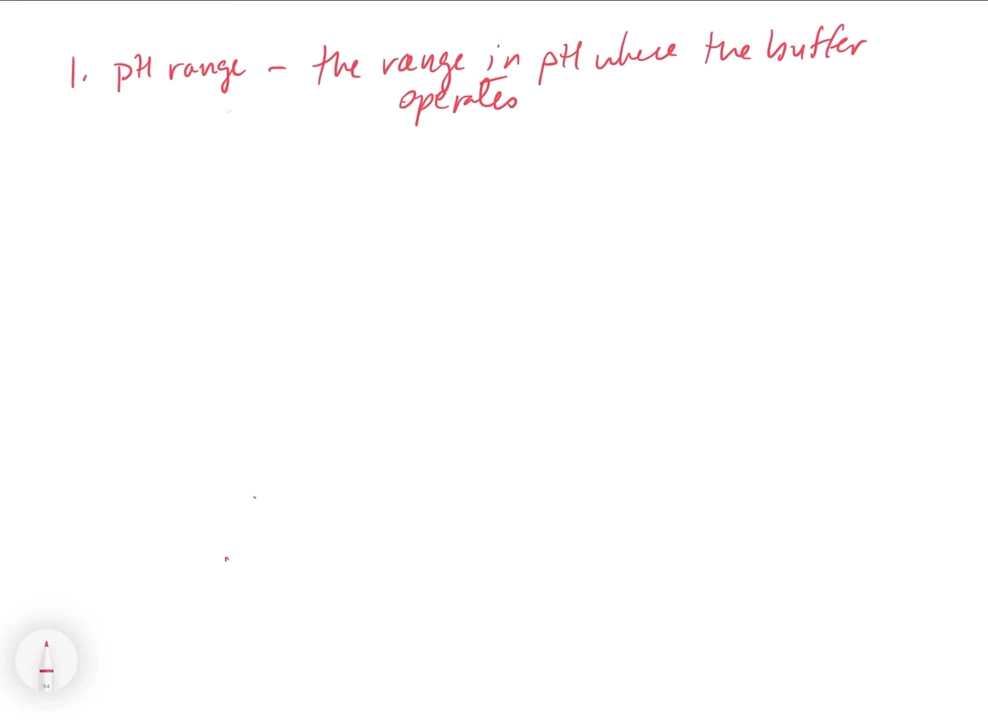 1. pH range - the range in pH where the buffer
operates